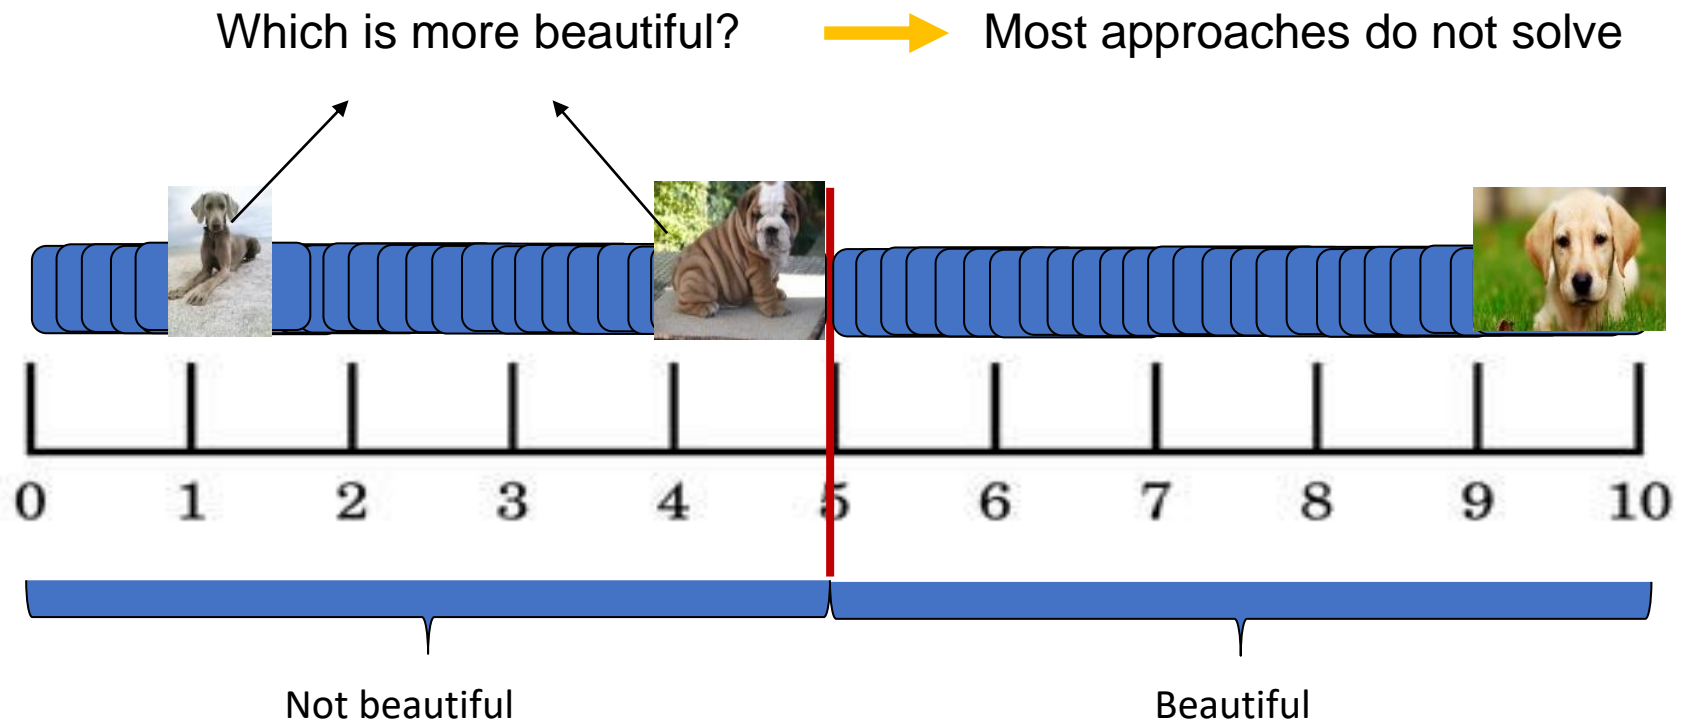 Which is more beautiful? Most approaches do not solve
0 1 2 3 4 5 6 7 8 9 10
Not beautiful Beautiful